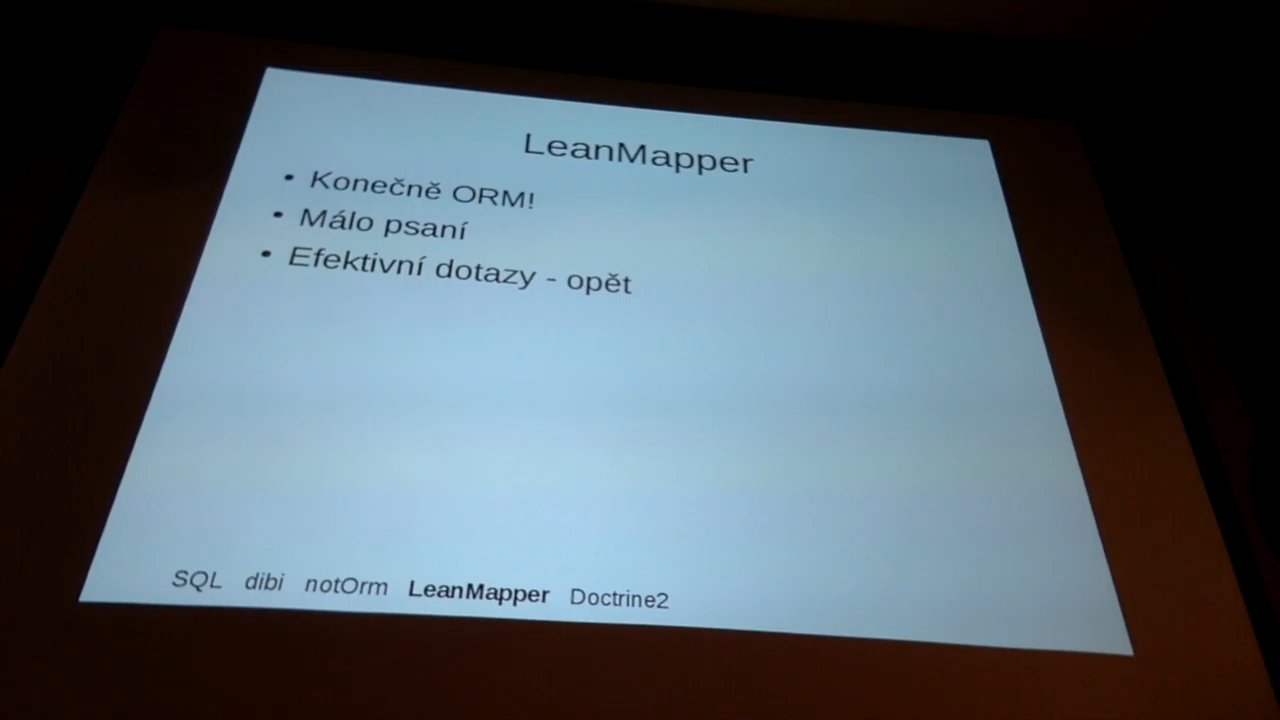 LeanMapper
• Konečně ORM!
• Málo psaní
• Efektivní dotazy - opět
SQL dibi notOrm LeanMapper Doctrine2